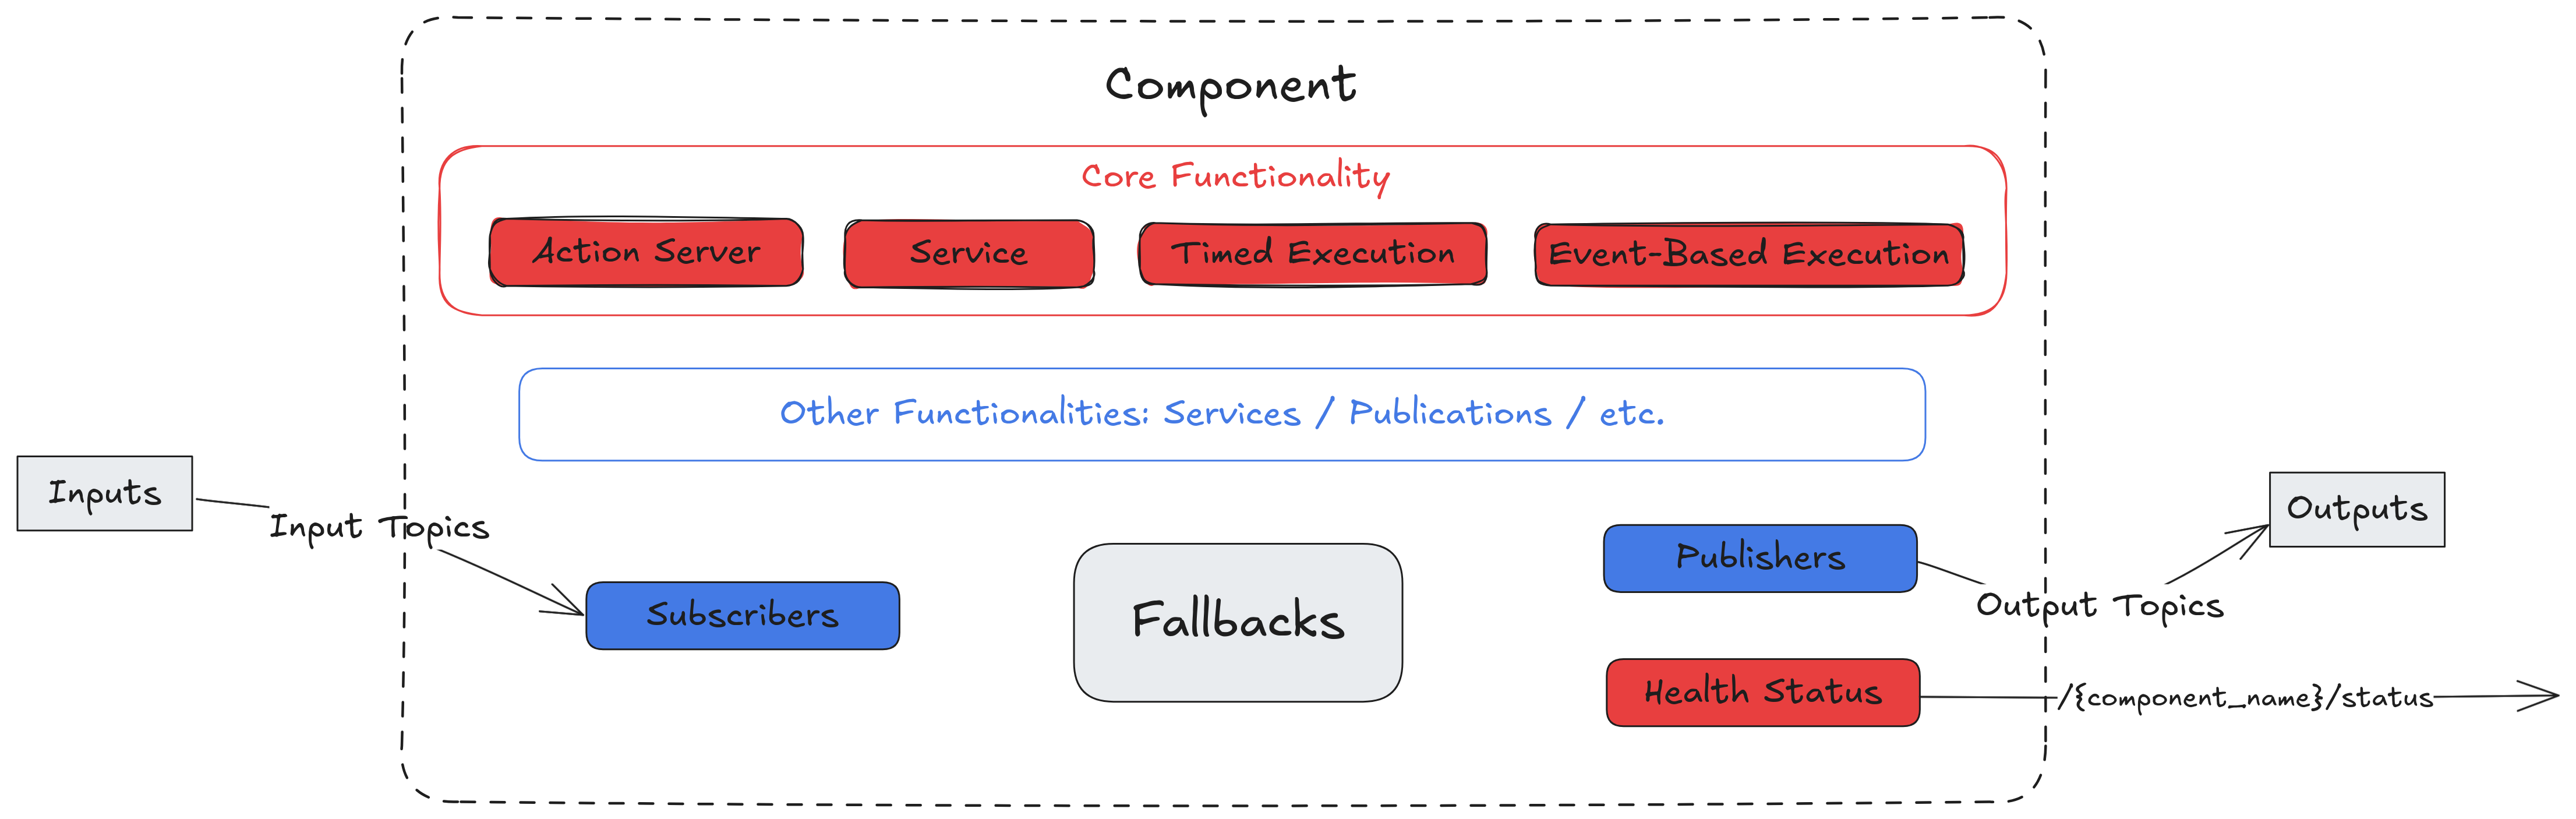 Component
Core Functionality
Action Server
Service
Timed Execution
Event-Based Execution
Other Functionalities: Services / Publications / etc.
Inputs
Input Topics
Subscribers
Fallbacks
Publishers
Outputs
Output Topics
Health Status
/{component_name}/status